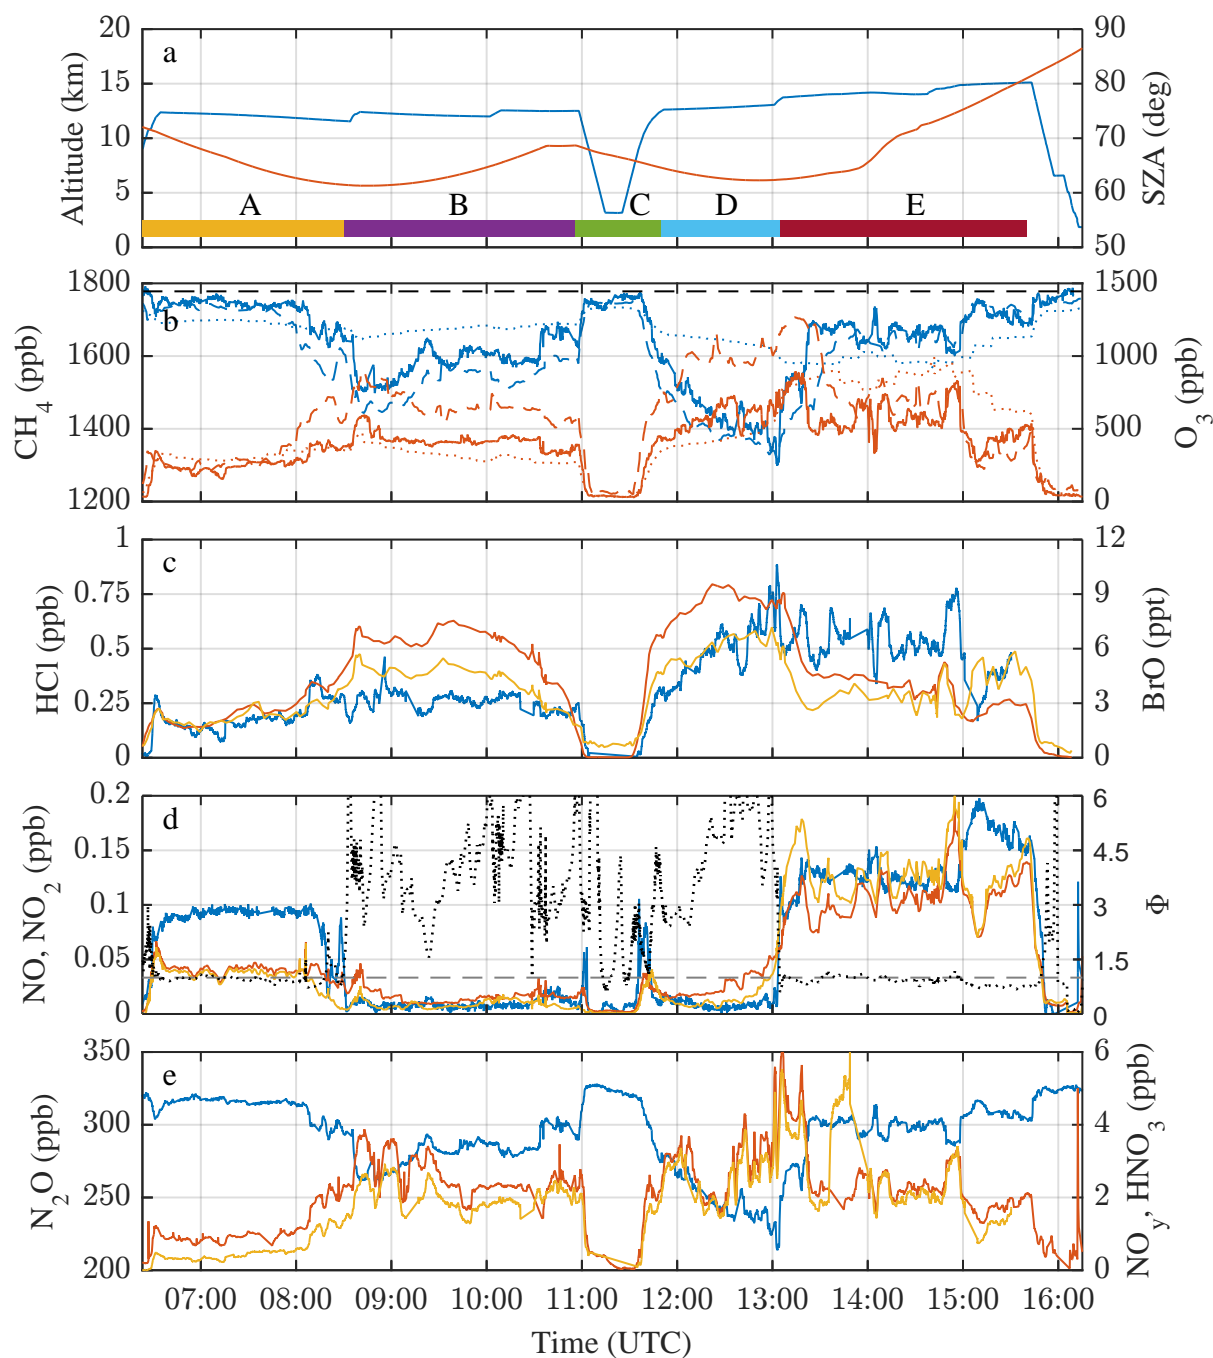 20
15
10
5
0
Altitude (km)
a
A
B
C
D
E
90
80
70
60
50
SZA (deg)
1800
1600
1400
1200
CH4 (ppb)
b
1500
1000
500
0
O3 (ppb)
1
0.75
0.5
0.25
0
HCl (ppb)
c
12
9
6
3
0
BrO (ppt)
0.2
0.15
0.1
0.05
0
NO, NO2 (ppb)
d
6
4.5
3
1.5
0
Φ
350
300
250
200
N2O (ppb)
e
6
4
2
0
NOy, HNO3 (ppb)
07:00 08:00 09:00 10:00 11:00 12:00 13:00 14:00 15:00 16:00
Time (UTC)